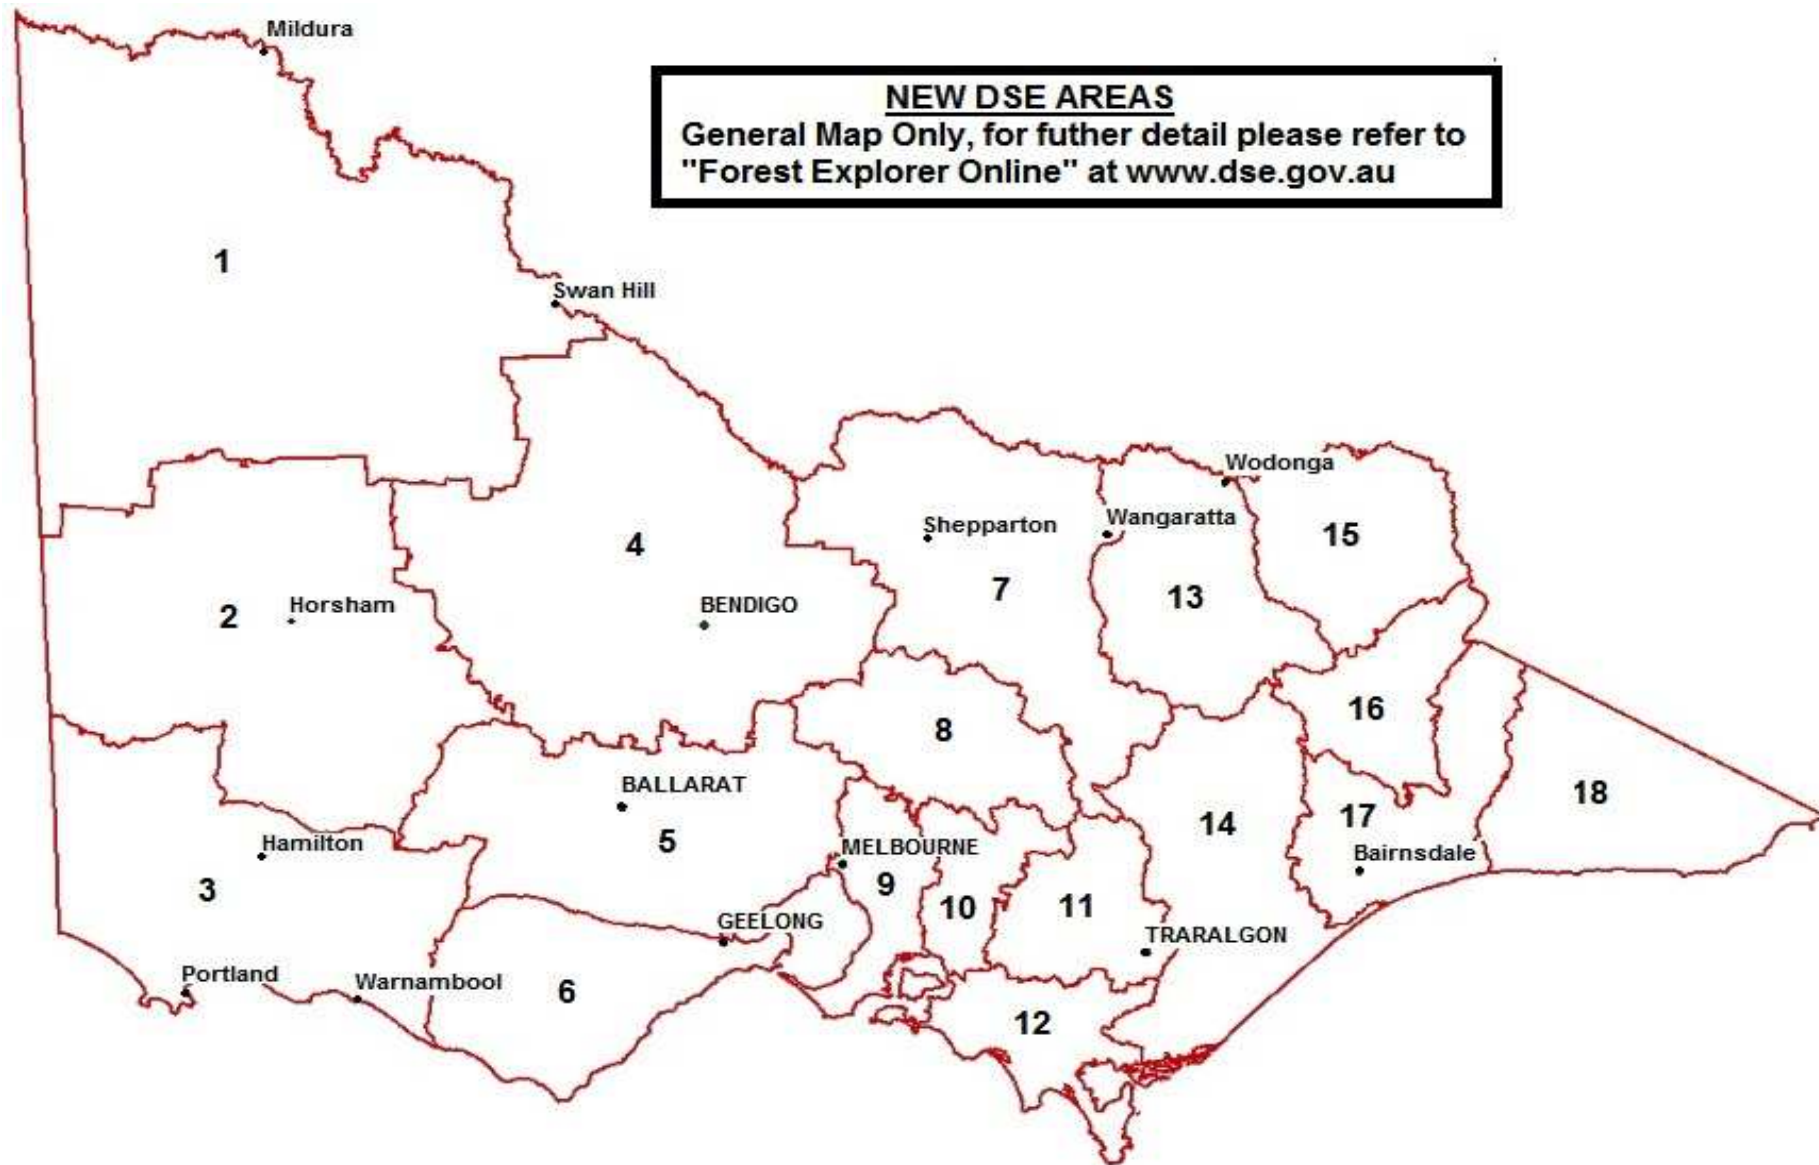 Mildura
NEW DSE AREAS
General Map Only, for futher detail please refer to
"Forest Explorer Online" at www.dse.gov.au
1
Swan Hill
Wodonga
Shepparton
Wangaratta
15
4
7
13
2
Horsham
BENDIGO
16
8
BALLARAT
18
17
14
5
Hamilton
MELBOURNE
Bairnsdale
3
9
10
11
GEELONG
TRARALGON
Portland
Warnambool
6
12